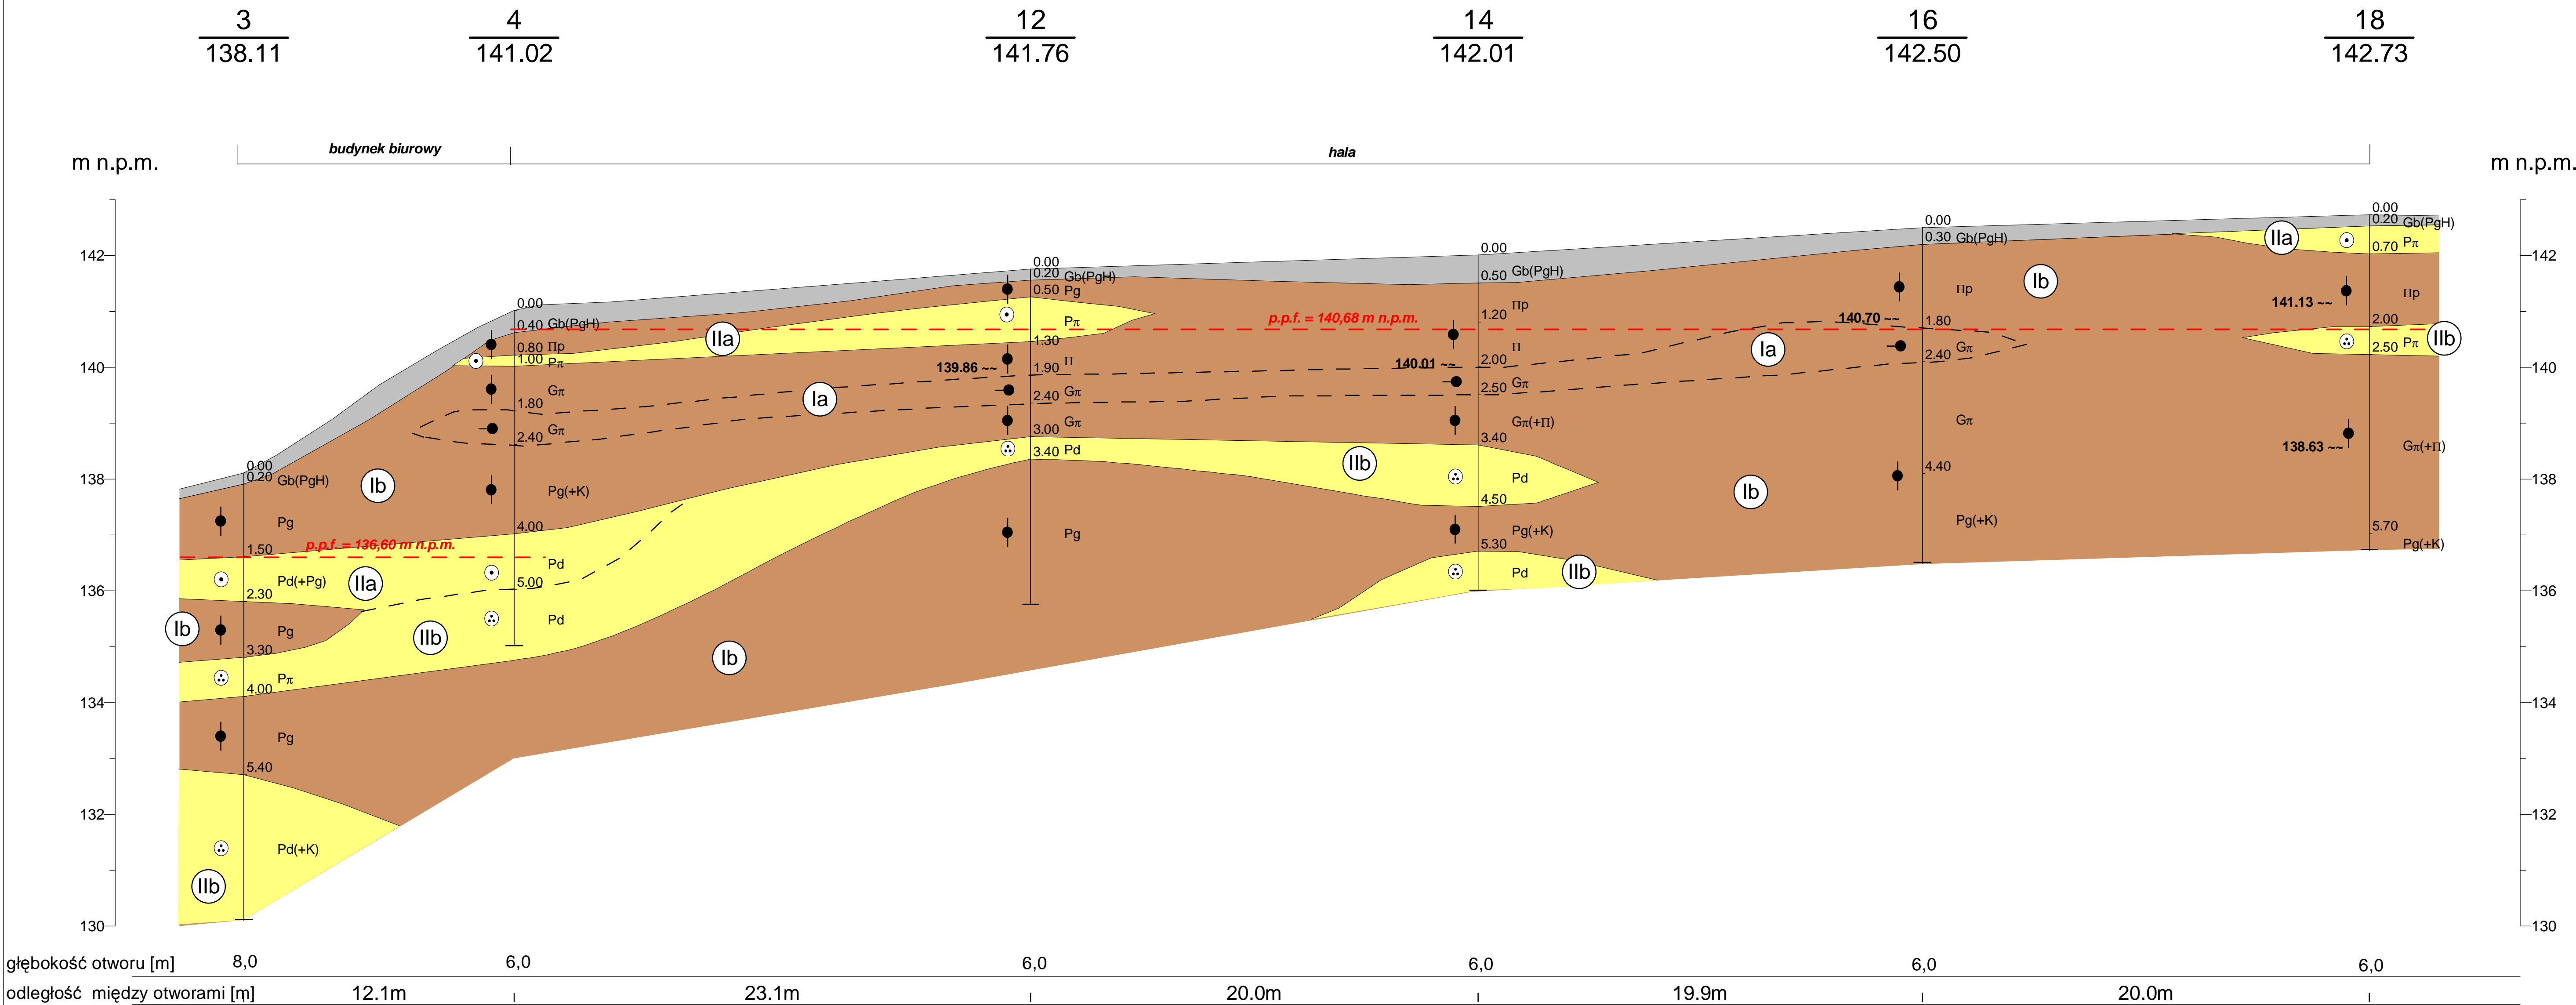 3 4 12 14 16 18
138.11 141.02 141.76 142.01 142.50 142.73
budynek biurowy hala
m n.p.m. m n.p.m.
0.00
0.00 0.20 Gb(PgH)
0.00 0.30 Gb(PgH) IIa Pπ
142 0.00 0.70 142
0.20 Gb(PgH) 0.50 Gb(PgH) Πp Ib
0.00 0.50 Pg Πp 141.13 ~~ Πp
0.40 Gb(PgH) Pπ p.p.f. = 140,68 m n.p.m. 1.20 140.70 ~~ 1.80 2.00
0.80 Πp IIa 1.30 Π Ia Gπ 2.50 Pπ IIb
1.00 Pπ 139.86 ~~ Π 140.01 ~~ 2.00 2.40
140 1.90 140
Gπ Ia Gπ 2.50 Gπ
1.80 2.40
Gπ Gπ Gπ(+Π) Gπ
2.40 3.00 3.40 138.63 ~~ Gπ(+Π)
0.00 3.40 Pd IIb
138 0.20 Gb(PgH) Ib Pg(+K) Pd Ib 4.40 138
Pg 4.00 4.50 Pg(+K) 5.70
1.50 p.p.f. = 136,60 m n.p.m. Pd Pg Pg(+K) Pg(+K)
Pd(+Pg) IIa 5.00 5.30 Pd IIb
136 2.30 136
Ib Pg IIb Pd
3.30 Ib
Pπ
4.00
134 134
Pg
5.40
132 132
Pd(+K)
IIb
130 130
głębokość otworu [m] 8,0 6,0 6,0 6,0 6,0 6,0
odległość między otworami [m] 12.1m 23.1m 20.0m 19.9m 20.0m